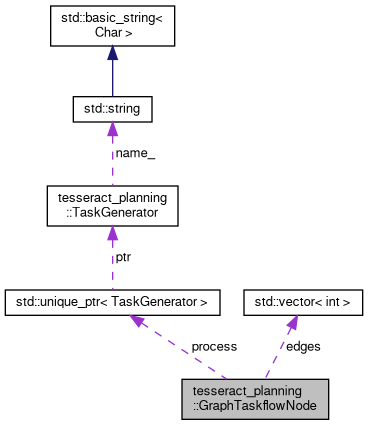 std::basic_string<
Char >
std::string
name_
tesseract_planning
::TaskGenerator
ptr
std::unique_ptr< TaskGenerator >
std::vector< int >
process
edges
tesseract_planning
::GraphTaskflowNode